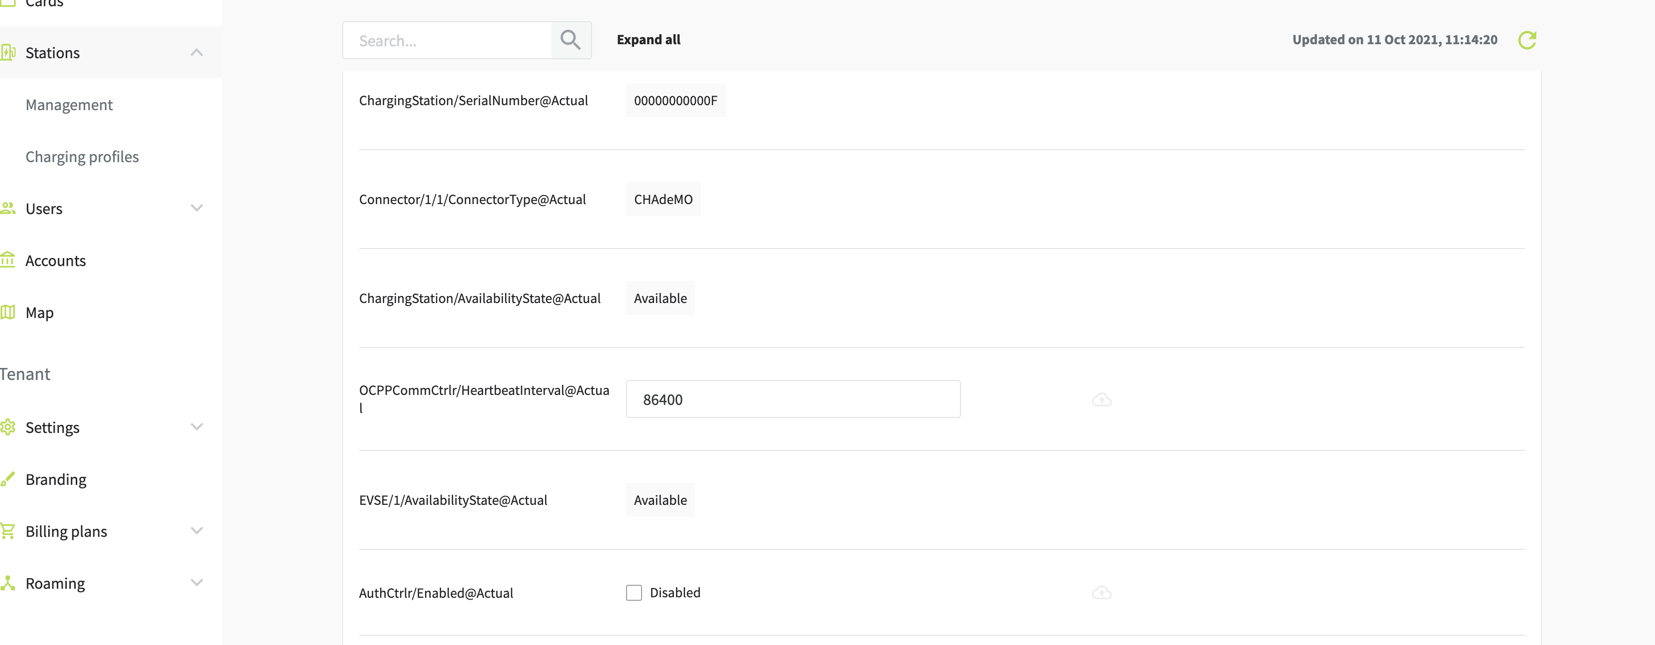 Cards
Stations
Management
Charging profiles
Users
Accounts
Map
Tenant
Settings
Branding
Billing plans
Roaming
Search...
Expand all
Updated on 11 Oct 2021, 11:14:20
ChargingStation/SerialNumber@Actual
00000000000F
Connector/1/1/ConnectorType@Actual
CHAdeMO
ChargingStation/AvailabilityState@Actual
Available
OCPPCommCtrlr/HeartbeatInterval@Actua
l
86400
EVSE/1/AvailabilityState@Actual
Available
AuthCtrlr/Enabled@Actual
Disabled